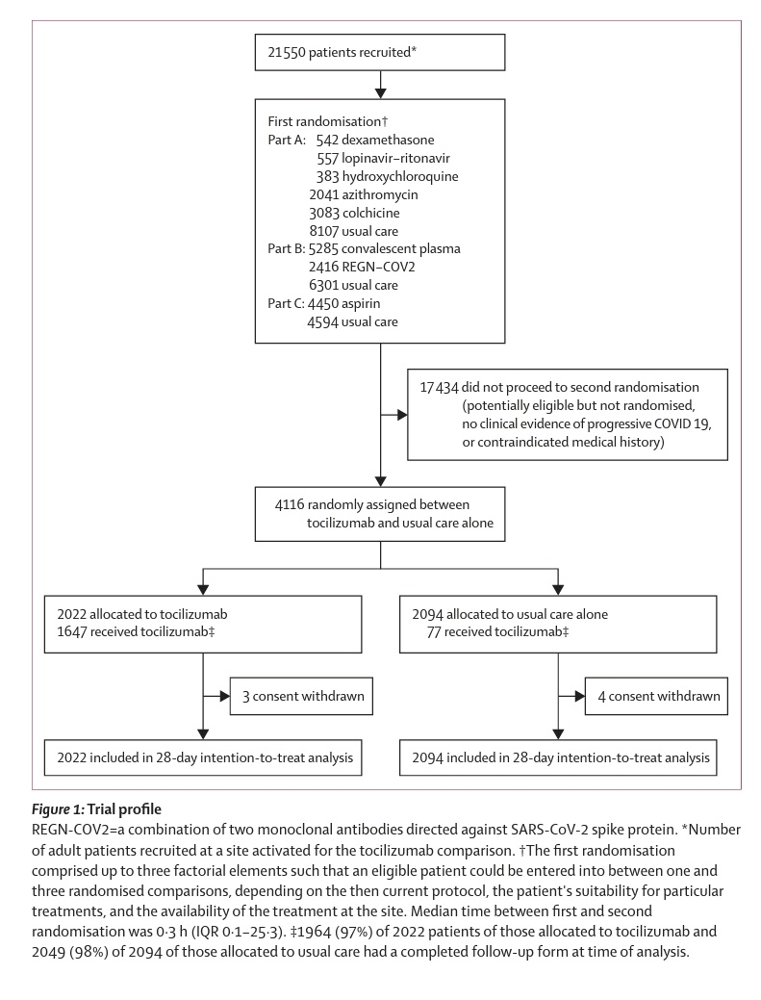 21 550 patients recruited*
First randomisation†
Part A: 542 dexamethasone
557 lopinavir–ritonavir
383 hydroxychloroquine
2041 azithromycin
3083 colchicine
8107 usual care
Part B: 5285 convalescent plasma
2416 REGN–COV2
6301 usual care
Part C: 4450 aspirin
4594 usual care
17 434 did not proceed to second randomisation
(potentially eligible but not randomised,
no clinical evidence of progressive COVID 19,
or contraindicated medical history)
4116 randomly assigned between
tocilizumab and usual care alone
2022 allocated to tocilizumab
1647 received tocilizumab‡
2094 allocated to usual care alone
77 received tocilizumab‡
3 consent withdrawn
4 consent withdrawn
2022 included in 28-day intention-to-treat analysis
2094 included in 28-day intention-to-treat analysis
Figure 1: Trial profile
REGN-COV2=a combination of two monoclonal antibodies directed against SARS-CoV-2 spike protein. *Number
of adult patients recruited at a site activated for the tocilizumab comparison. †The first randomisation
comprised up to three factorial elements such that an eligible patient could be entered into between one and
three randomised comparisons, depending on the then current protocol, the patient's suitability for particular
treatments, and the availability of the treatment at the site. Median time between first and second
randomisation was 0·3 h (IQR 0·1–25·3). ‡1964 (97%) of 2022 patients of those allocated to tocilizumab and
2049 (98%) of 2094 of those allocated to usual care had a completed follow-up form at time of analysis.